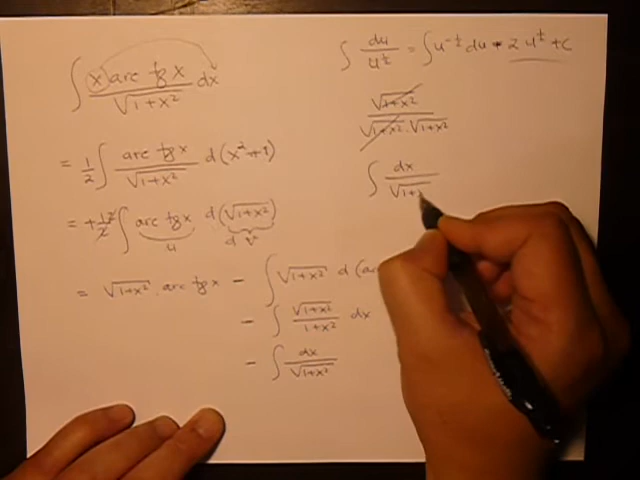 ∫ x arc tg x / √1+x² dx
= 1/2 ∫ arc tg x / √1+x² d(x²+1)
= + 1·2/2 ∫ arc tg x d(√1+x²)
u dv
= √1+x² . arc tg x − ∫ √1+x² d(arc
− ∫ √1+x² / 1+x² dx
− ∫ dx / √1+x²
∫ du / u^½ = ∫ u^-½ du = 2 u^½ + C
√1+x² / √1+x² . √1+x²
∫ dx / √1+x